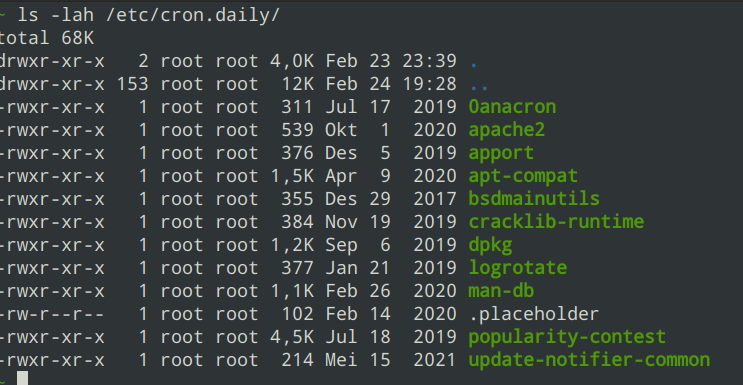 ~ ls -lah /etc/cron.daily/
total 68K
drwxr-xr-x 2 root root 4,0K Feb 23 23:39 .
drwxr-xr-x 153 root root 12K Feb 24 19:28 ..
-rwxr-xr-x 1 root root 311 Jul 17 2019 0anacron
-rwxr-xr-x 1 root root 539 Okt 1 2020 apache2
-rwxr-xr-x 1 root root 376 Des 5 2019 apport
-rwxr-xr-x 1 root root 1,5K Apr 9 2020 apt-compat
-rwxr-xr-x 1 root root 355 Des 29 2017 bsdmainutils
-rwxr-xr-x 1 root root 384 Nov 19 2019 cracklib-runtime
-rwxr-xr-x 1 root root 1,2K Sep 6 2019 dpkg
-rwxr-xr-x 1 root root 377 Jan 21 2019 logrotate
-rwxr-xr-x 1 root root 1,1K Feb 26 2020 man-db
-rw-r--r-- 1 root root 102 Feb 14 2020 .placeholder
-rwxr-xr-x 1 root root 4,5K Jul 18 2019 popularity-contest
-rwxr-xr-x 1 root root 214 Mei 15 2021 update-notifier-common
~